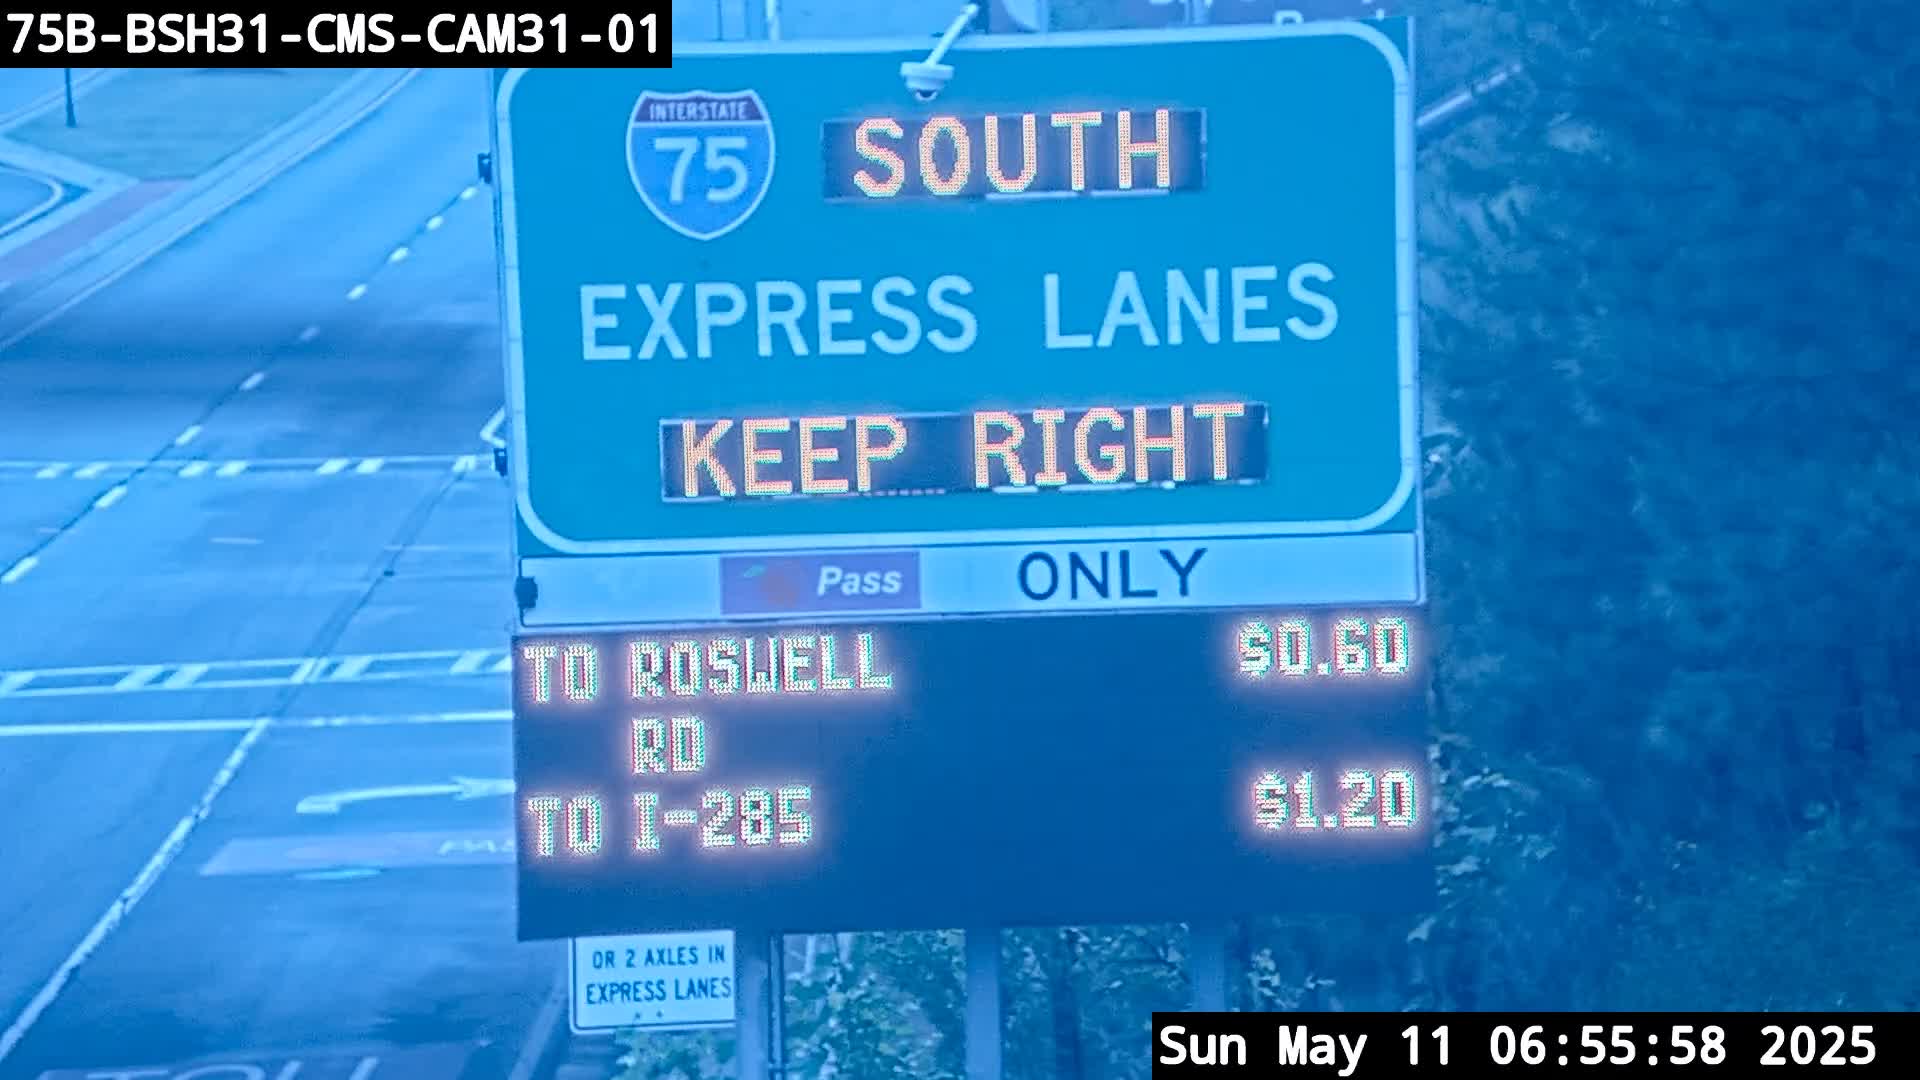 75B-BSH31-CMS-CAM31-01
INTERSTATE
75
SOUTH
EXPRESS LANES
KEEP RIGHT
Pass ONLY
TO ROSWELL $0.60
RD
TO I-285 $1.20
OR 2 AXLES IN
EXPRESS LANES
TOLL
Sun May 11 06:55:58 2025